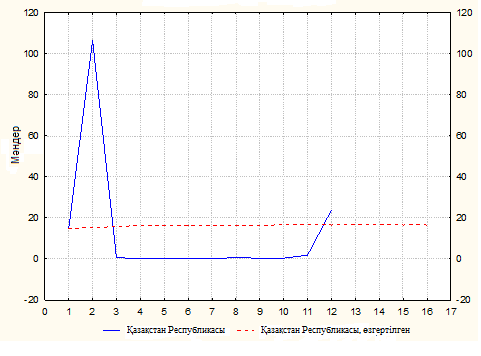 120 120
100 100
80 80
60 60
40 40
20 20
0 0
-20 -20
Мәндер
0 1 2 3 4 5 6 7 8 9 10 11 12 13 14 15 16 17
Қазақстан Республикасы Қазақстан Республикасы, өзгертілген